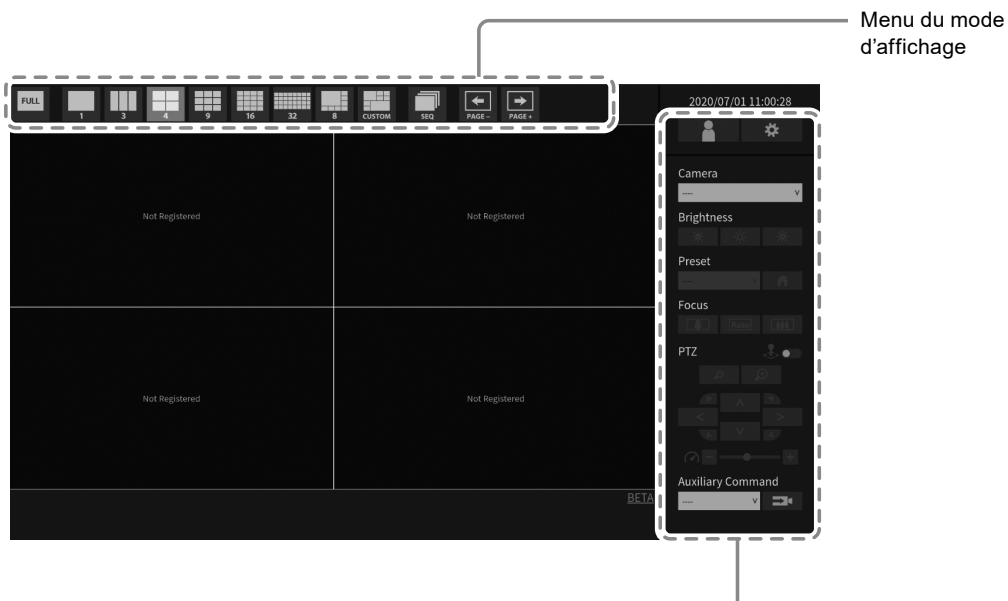 Menu du mode
d'affichage
FULL
1
3
4
9
16
32
8
CUSTOM
SEQ
PAGE –
PAGE +
2020/07/01 11:00:28
Camera
----
Not Registered
Not Registered
Brightness
Preset
----
Focus
Auto
PTZ
Not Registered
Not Registered
Auxiliary Command
----
BETA